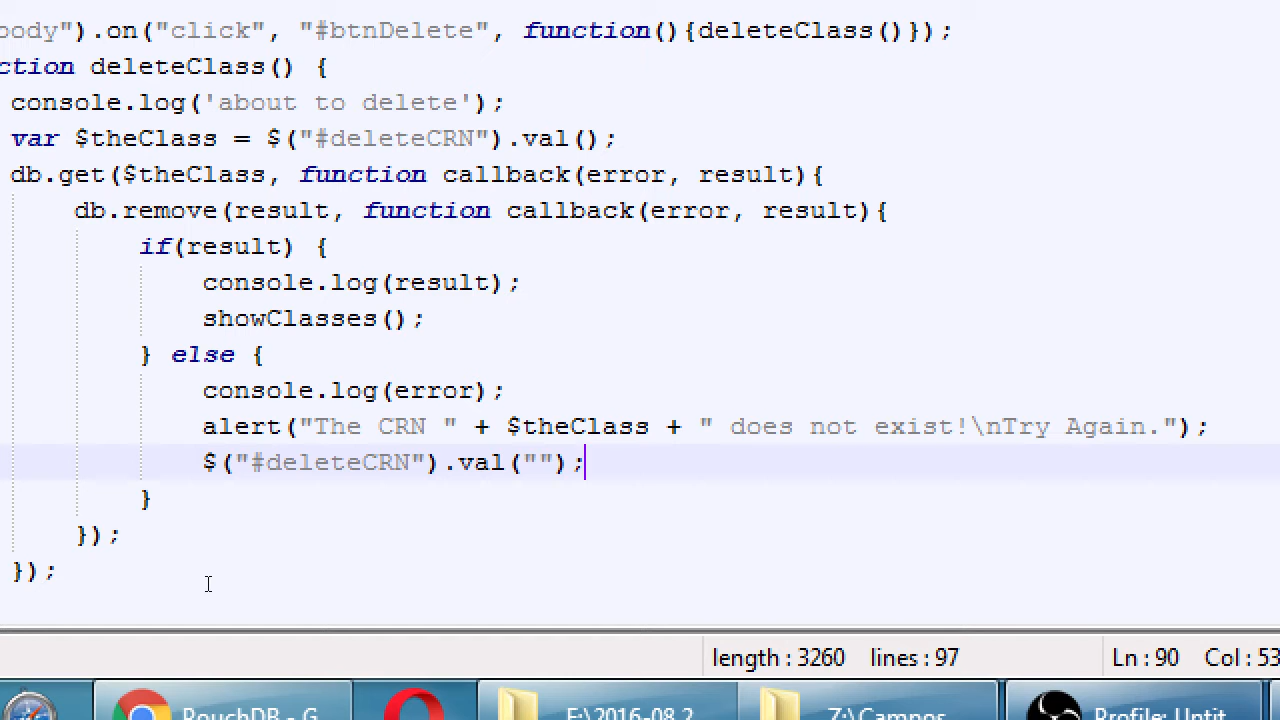 body").on("click", "#btnDelete", function(){deleteClass()});
ction deleteClass() {
console.log('about to delete');
var $theClass = $("#deleteCRN").val();
db.get($theClass, function callback(error, result){
db.remove(result, function callback(error, result){
if(result) {
console.log(result);
showClasses();
} else {
console.log(error);
alert("The CRN " + $theClass + " does not exist!\nTry Again.");
$("#deleteCRN").val("");
}
});
});
length : 3260 lines : 97 Ln : 90 Col : 53
PouchDB - G F:\2016-08 2 Z:\Campos Profile: Untit